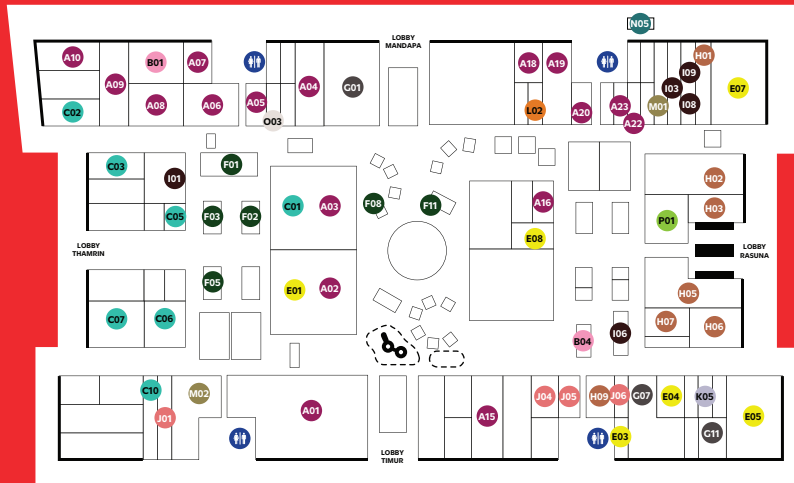 N05
LOBBY
MANDAPA
A10
B01
A07
A09
A08
A06
C02
A05
O03
A04
G01
A18
A19
L02
A20
H01
I09
I03
I08
M01
E07
A23
A22
C03
I01
C05
F01
F03
F02
C01
A03
F08
F11
A16
E08
H02
H03
P01
LOBBY
THAMRIN
LOBBY
RASUNA
F05
E01
A02
C07
C06
H05
H07
H06
B04
I06
C10
J01
M02
A01
A15
J04
J05
H09
J06
G07
E04
K05
E05
E03
G11
LOBBY
TIMUR